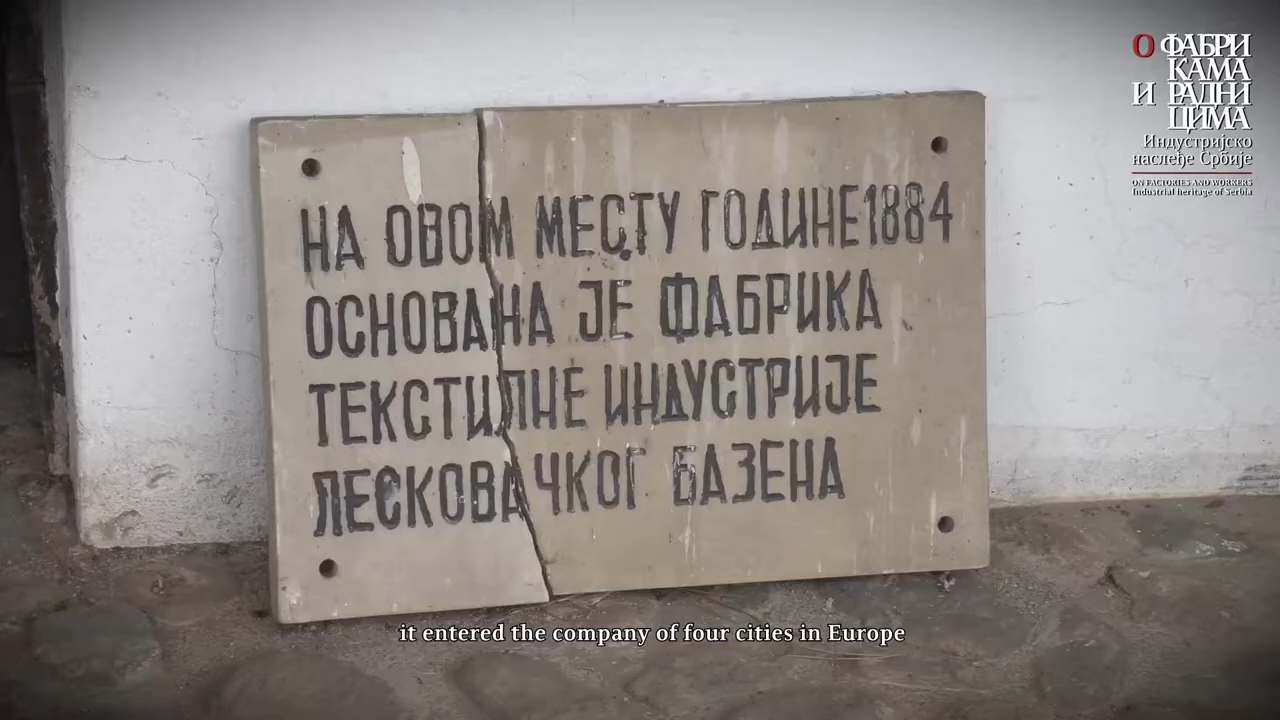 О ФАБРИ
КАМА
И РАДНИ
ЦИМА
Индустријско
наслеђе Србије
ON FACTORIES AND WORKERS
Industrial heritage of Serbia
НА ОВОМ МЕСТУ ГОДИНЕ 1884
ОСНОВАНА ЈЕ ФАБРИКА
ТЕКСТИЛНЕ ИНДУСТРИЈЕ
ЛЕСКОВАЧКОГ БАЗЕНА
it entered the company of four cities in Europe